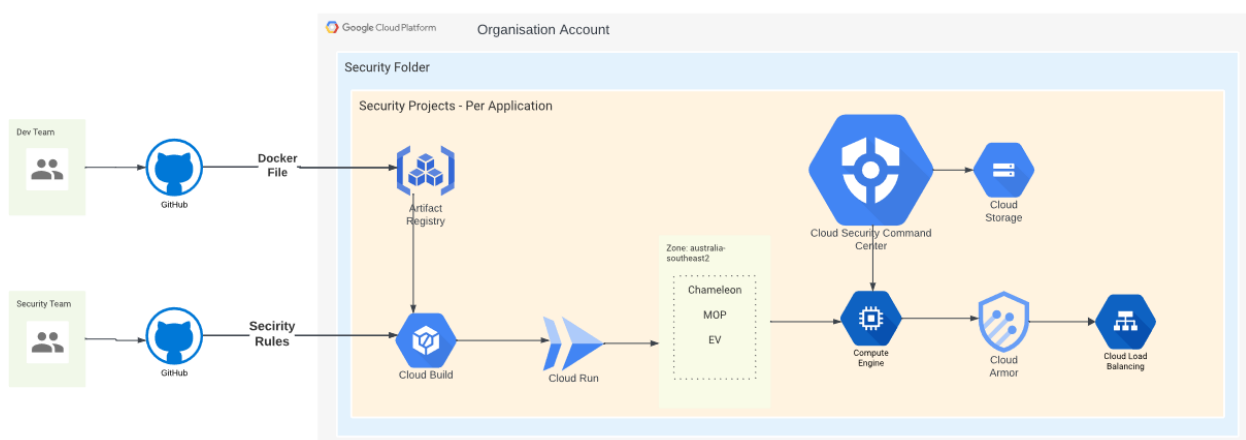 Google Cloud Platform
Organisation Account
Security Folder
Security Projects - Per Application
Dev Team
GitHub
Docker
File
Artifact
Registry
Cloud Security Command
Center
Cloud
Storage
Security Team
GitHub
Secirity
Rules
Cloud Build
Cloud Run
Zone: australia-
southeast2
Chameleon
MOP
EV
Compute
Engine
Cloud
Armor
Cloud Load
Balancing